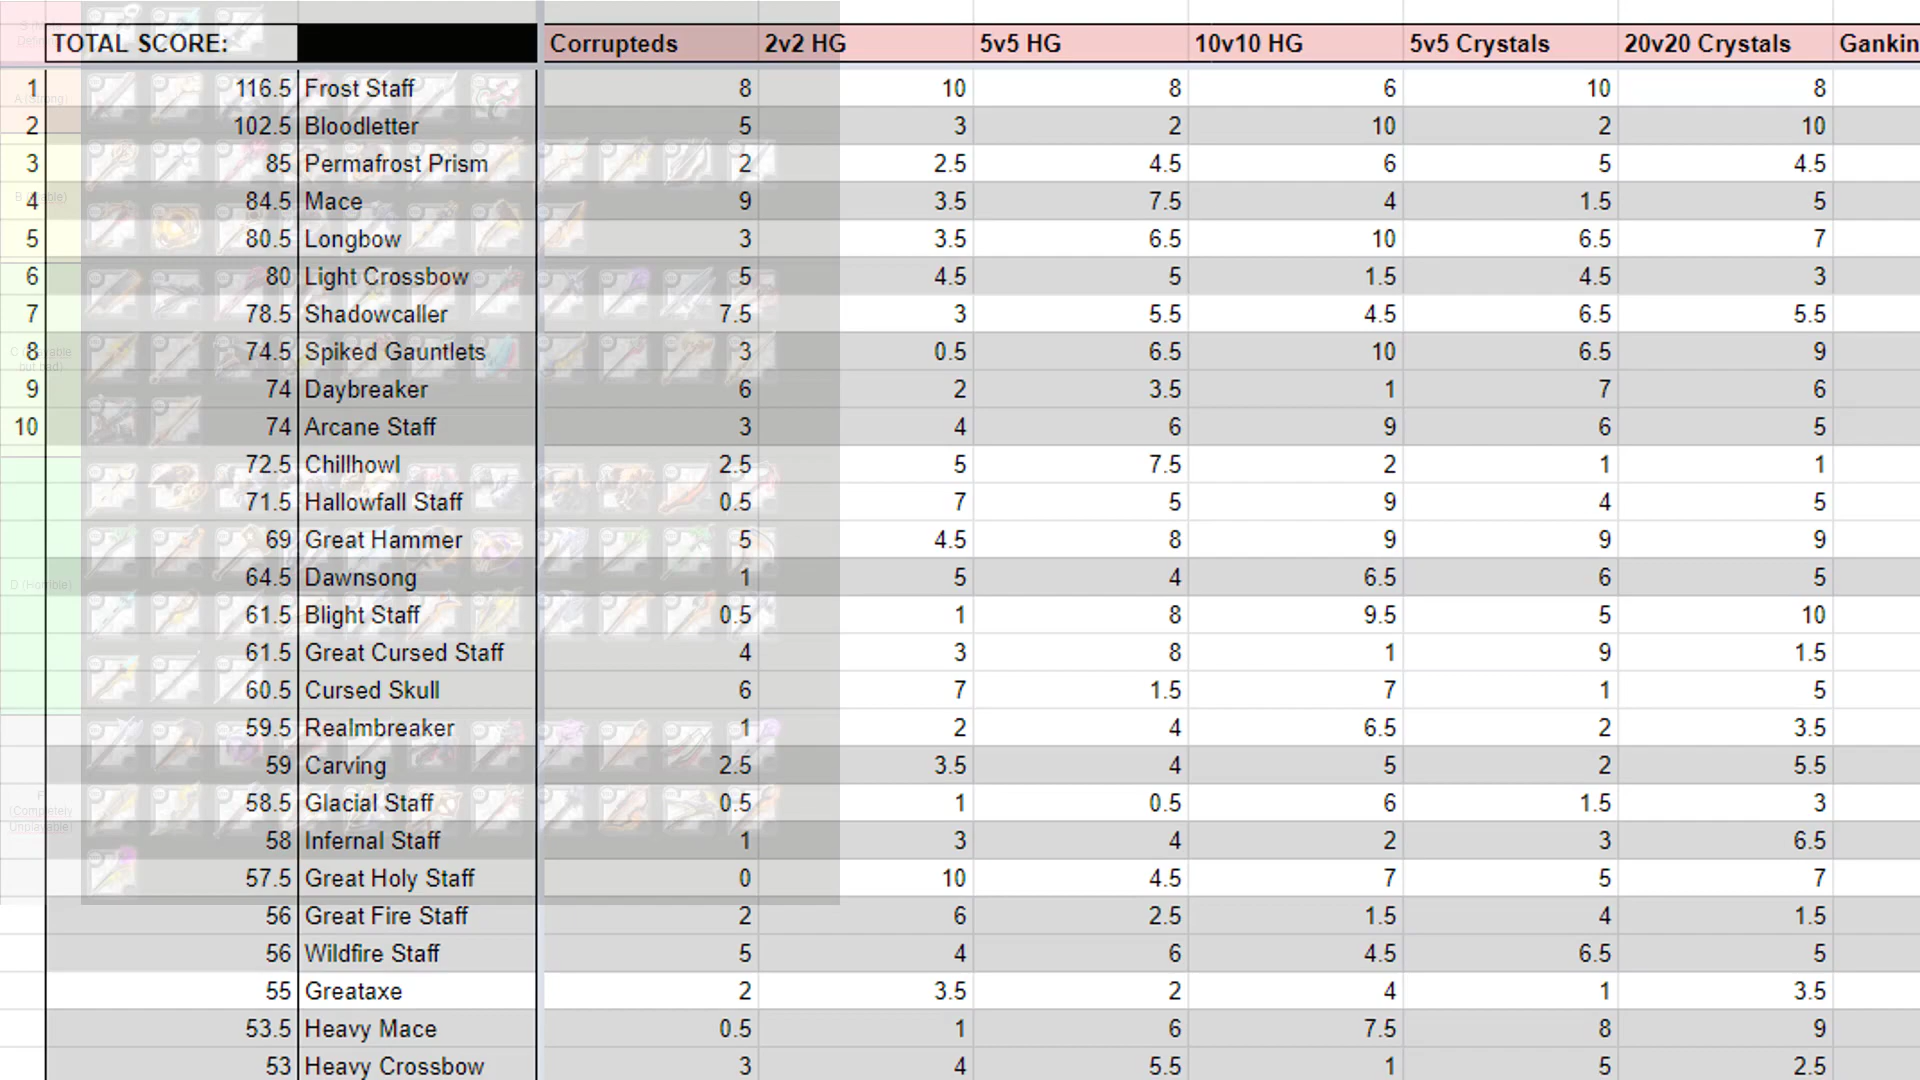 TOTAL SCORE: Corrupteds 2v2 HG 5v5 HG 10v10 HG 5v5 Crystals 20v20 Crystals Gankin
1 116.5 Frost Staff 8 10 8 6 10 8
2 102.5 Bloodletter 5 3 2 10 2 10
3 85 Permafrost Prism 2 2.5 4.5 6 5 4.5
4 84.5 Mace 9 3.5 7.5 4 1.5 5
5 80.5 Longbow 3 3.5 6.5 10 6.5 7
6 80 Light Crossbow 5 4.5 5 1.5 4.5 3
7 78.5 Shadowcaller 7.5 3 5.5 4.5 6.5 5.5
8 74.5 Spiked Gauntlets 3 0.5 6.5 10 6.5 9
9 74 Daybreaker 6 2 3.5 1 7 6
10 74 Arcane Staff 3 4 6 9 6 5
72.5 Chillhowl 2.5 5 7.5 2 1 1
71.5 Hallowfall Staff 0.5 7 5 9 4 5
69 Great Hammer 5 4.5 8 9 9 9
64.5 Dawnsong 1 5 4 6.5 6 5
D (Horrible)
61.5 Blight Staff 0.5 1 8 9.5 5 10
61.5 Great Cursed Staff 4 3 8 1 9 1.5
60.5 Cursed Skull 6 7 1.5 7 1 5
59.5 Realmbreaker 1 2 4 6.5 2 3.5
59 Carving 2.5 3.5 4 5 2 5.5
F
58.5 Glacial Staff 0.5 1 0.5 6 1.5 3
(Completely
Unplayable)
58 Infernal Staff 1 3 4 2 3 6.5
57.5 Great Holy Staff 0 10 4.5 7 5 7
56 Great Fire Staff 2 6 2.5 1.5 4 1.5
56 Wildfire Staff 5 4 6 4.5 6.5 5
55 Greataxe 2 3.5 2 4 1 3.5
53.5 Heavy Mace 0.5 1 6 7.5 8 9
53 Heavy Crossbow 3 4 5.5 1 5 2.5